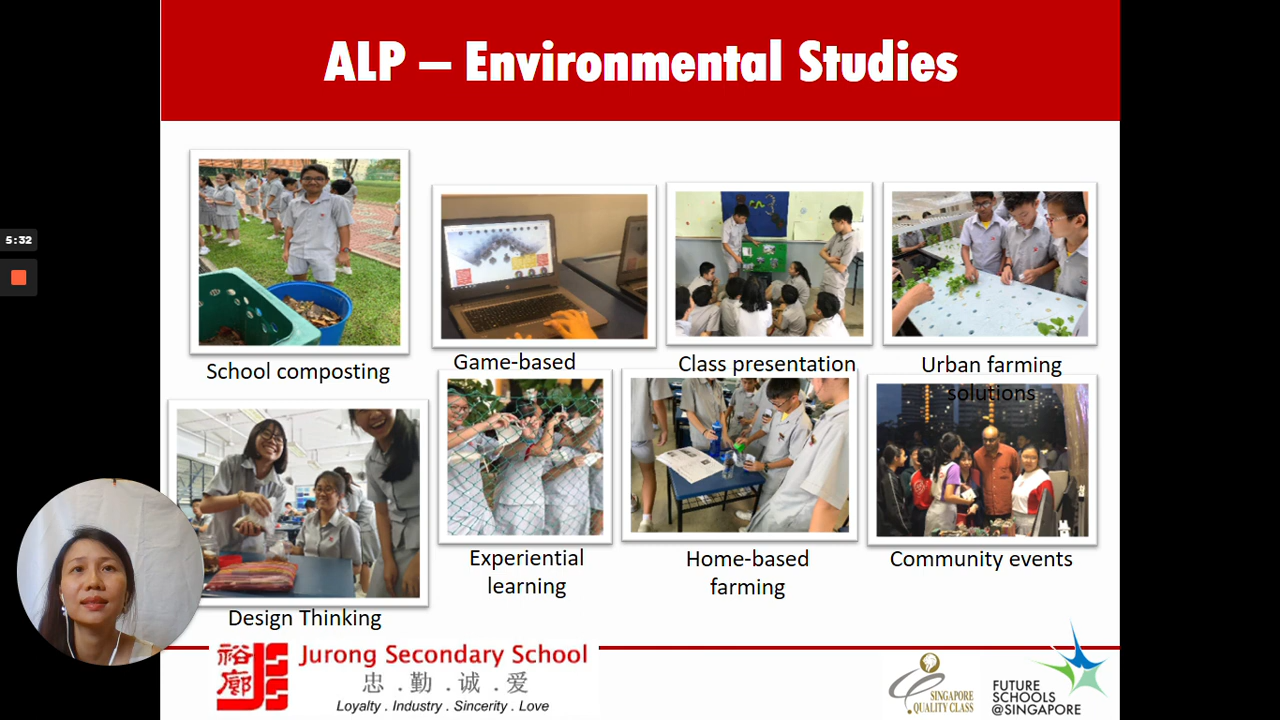 ALP – Environmental Studies
5:32
School composting
Game-based
Class presentation
Urban farming
solutions
Design Thinking
Experiential
learning
Home-based
farming
Community events
裕廊
Jurong Secondary School
忠 . 勤 . 诚 . 爱
Loyalty . Industry . Sincerity . Love
SINGAPORE
QUALITY CLASS
FUTURE
SCHOOLS
@SINGAPORE